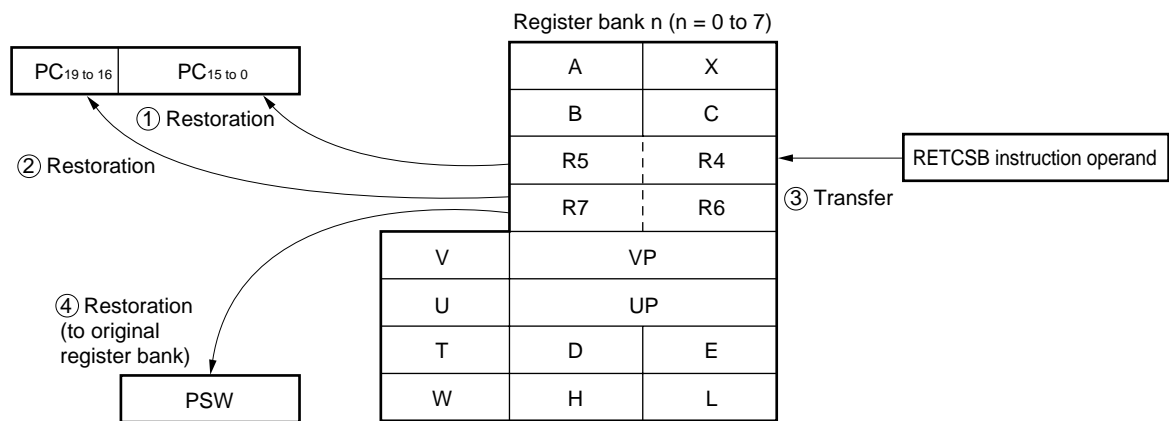 Register bank n (n = 0 to 7)
PC19 to 16 PC15 to 0
A X
① Restoration
B C
② Restoration
R5 R4
RETCSB instruction operand
③ Transfer
R7 R6
V VP
④ Restoration
(to original
register bank)
U UP
T D E
PSW
W H L